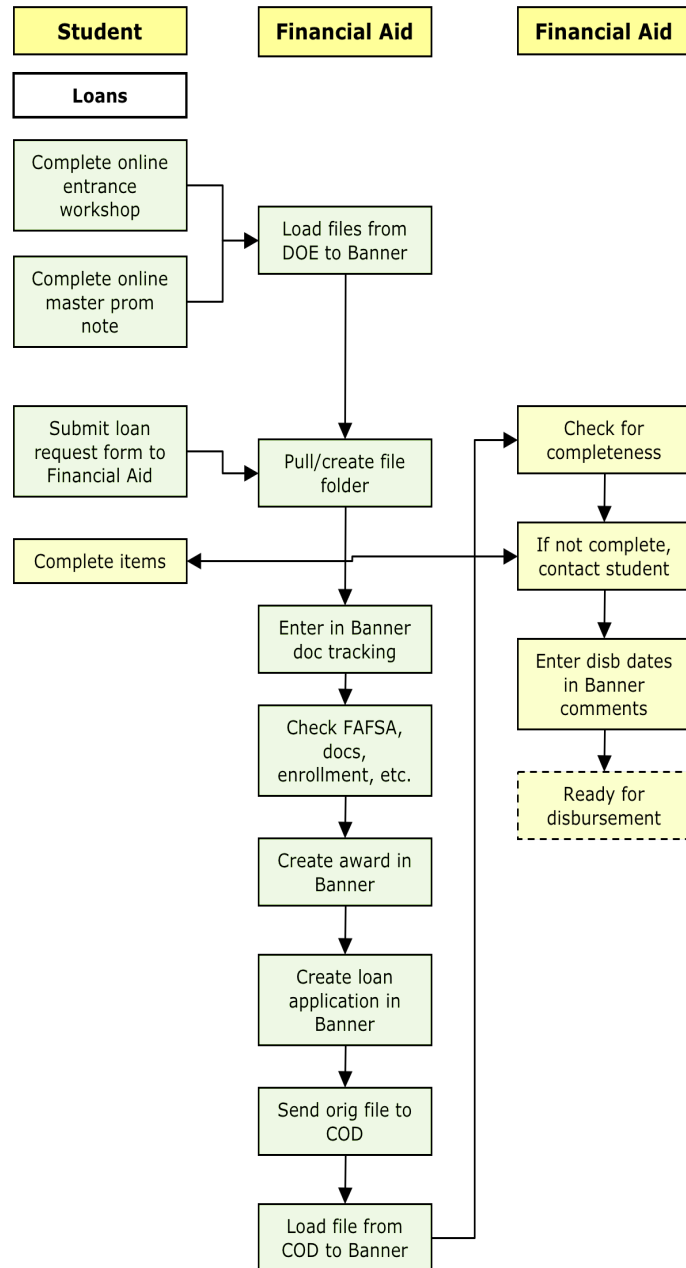 Student
Financial Aid
Financial Aid
Loans
Complete online
entrance
workshop
Load files from
DOE to Banner
Complete online
master prom
note
Submit loan
request form to
Financial Aid
Pull/create file
folder
Check for
completeness
Complete items
If not complete,
contact student
Enter in Banner
doc tracking
Enter disb dates
in Banner
comments
Check FAFSA,
docs,
enrollment, etc.
Ready for
disbursement
Create award in
Banner
Create loan
application in
Banner
Send orig file to
COD
Load file from
COD to Banner